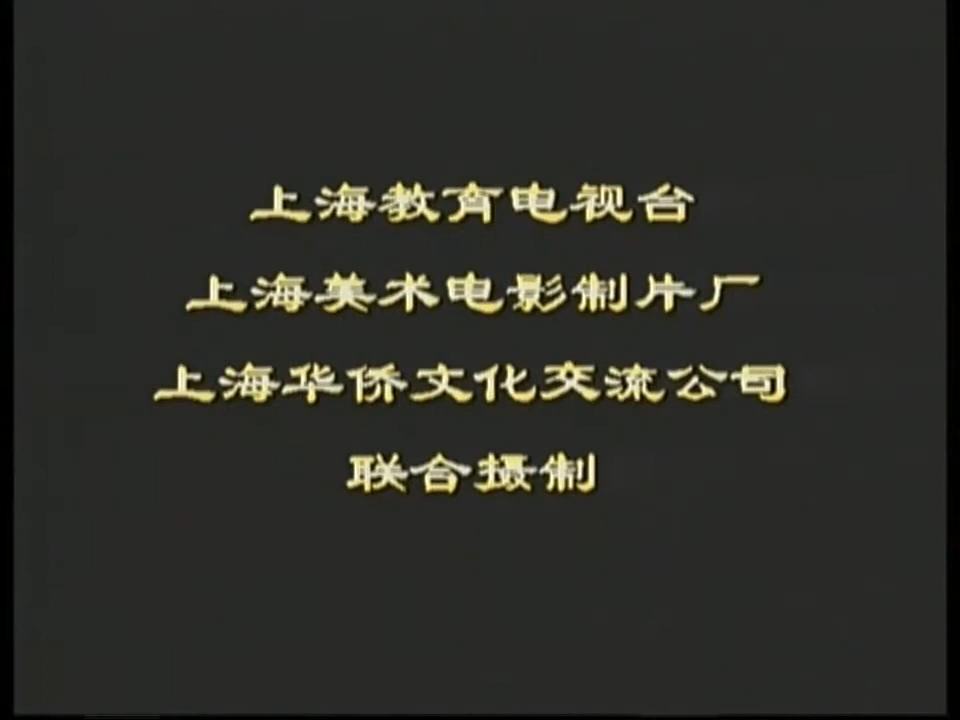 上海教育电视台
上海美术电影制片厂
上海华侨文化交流公司
联合摄制